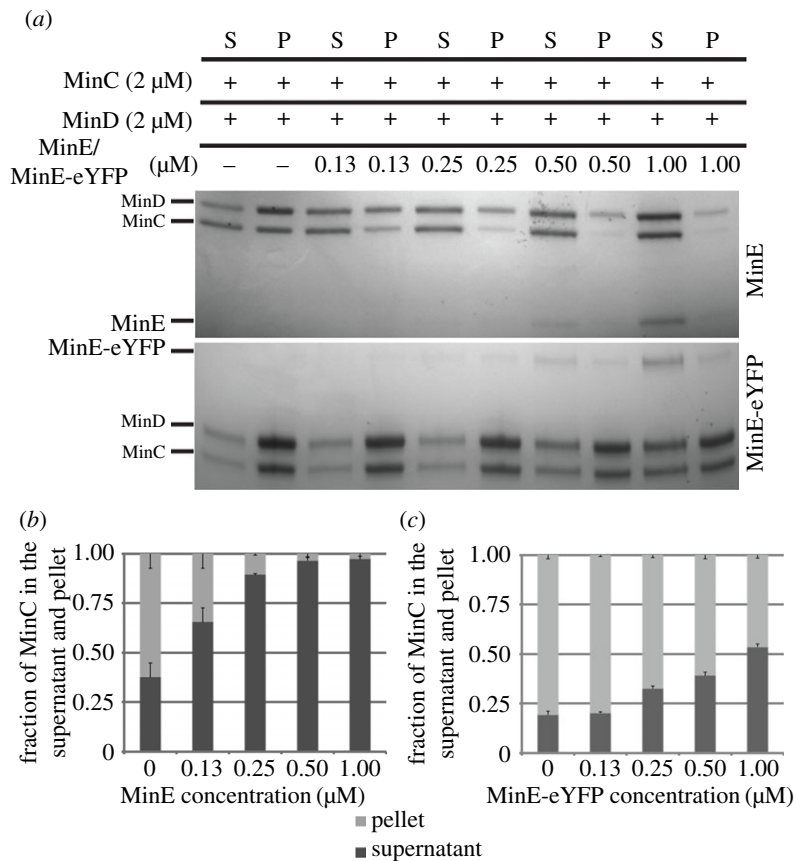 (a)
S P S P S P S P S P
MinC (2 µM) + + + + + + + + + +
MinD (2 µM) + + + + + + + + + +
MinE/
MinE-eYFP (µM) – – 0.13 0.13 0.25 0.25 0.50 0.50 1.00 1.00
MinD
MinC
MinE
MinE
MinE-eYFP
MinD
MinC
MinE-eYFP
(b)
fraction of MinC in the
supernatant and pellet
1.00
0.75
0.50
0.25
0
0 0.13 0.25 0.50 1.00
MinE concentration (µM)
(c)
fraction of MinC in the
supernatant and pellet
1.00
0.75
0.50
0.25
0
0 0.13 0.25 0.50 1.00
MinE-eYFP concentration (µM)
pellet
supernatant